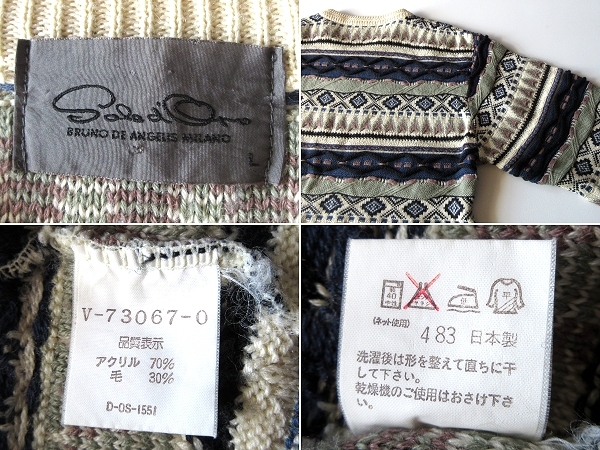 Sala d'Oro
BRUNO DE ANGELIS MILANO
L
V-73067-0
品質表示
アクリル 70%
毛 30%
D-OS-1551
40
平
(ネット使用)
483 日本製
洗濯後は形を整えて直ちに干
して下さい。
乾燥機のご使用はおさけ下さ
い。